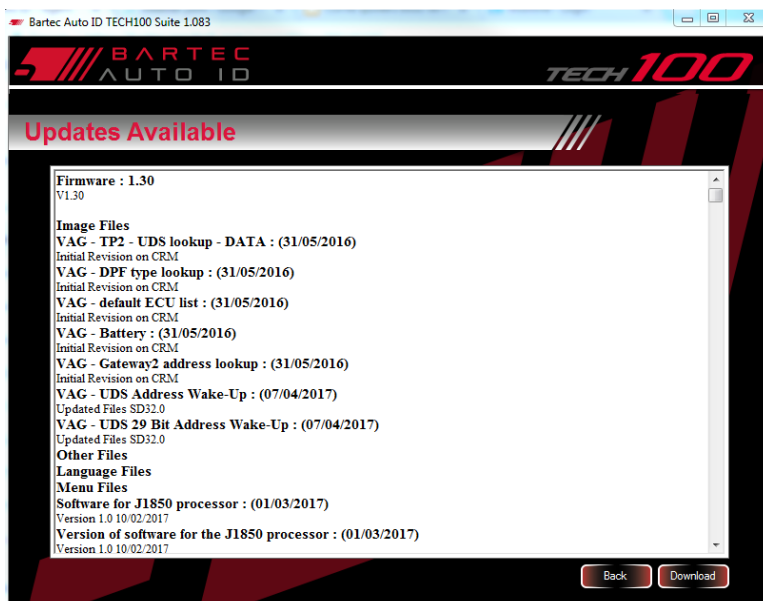 Bartec Auto ID TECH100 Suite 1.083
BARTEC
AUTO ID
TECH 100
Updates Available
Firmware : 1.30
V1.30
Image Files
VAG - TP2 - UDS lookup - DATA : (31/05/2016)
Initial Revision on CRM
VAG - DPF type lookup : (31/05/2016)
Initial Revision on CRM
VAG - default ECU list : (31/05/2016)
Initial Revision on CRM
VAG - Battery : (31/05/2016)
Initial Revision on CRM
VAG - Gateway2 address lookup : (31/05/2016)
Initial Revision on CRM
VAG - UDS Address Wake-Up : (07/04/2017)
Updated Files SD32.0
VAG - UDS 29 Bit Address Wake-Up : (07/04/2017)
Updated Files SD32.0
Other Files
Language Files
Menu Files
Software for J1850 processor : (01/03/2017)
Version 1.0 10/02/2017
Version of software for the J1850 processor : (01/03/2017)
Version 1.0 10/02/2017
Back Download